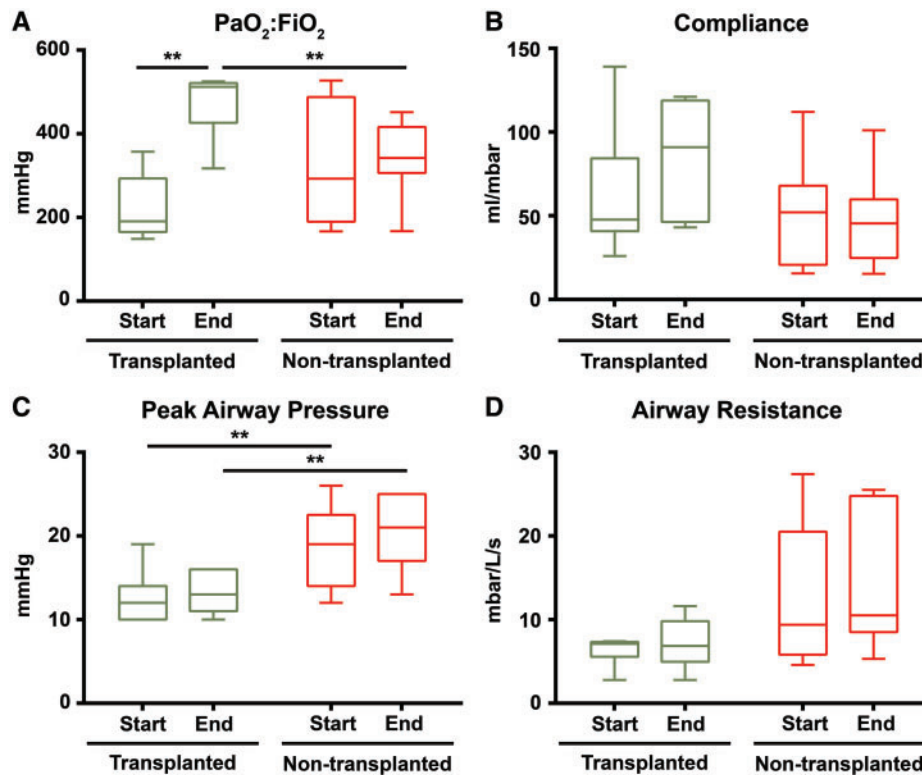 A
PaO₂:FiO₂
mmHg
600
400
200
0
**
**
Start
End
Start
End
Transplanted
Non-transplanted
B
Compliance
ml/mbar
150
100
50
0
Start
End
Start
End
Transplanted
Non-transplanted
C
Peak Airway Pressure
mmHg
30
20
10
0
**
**
Start
End
Start
End
Transplanted
Non-transplanted
D
Airway Resistance
mbar/L/s
30
20
10
0
Start
End
Start
End
Transplanted
Non-transplanted